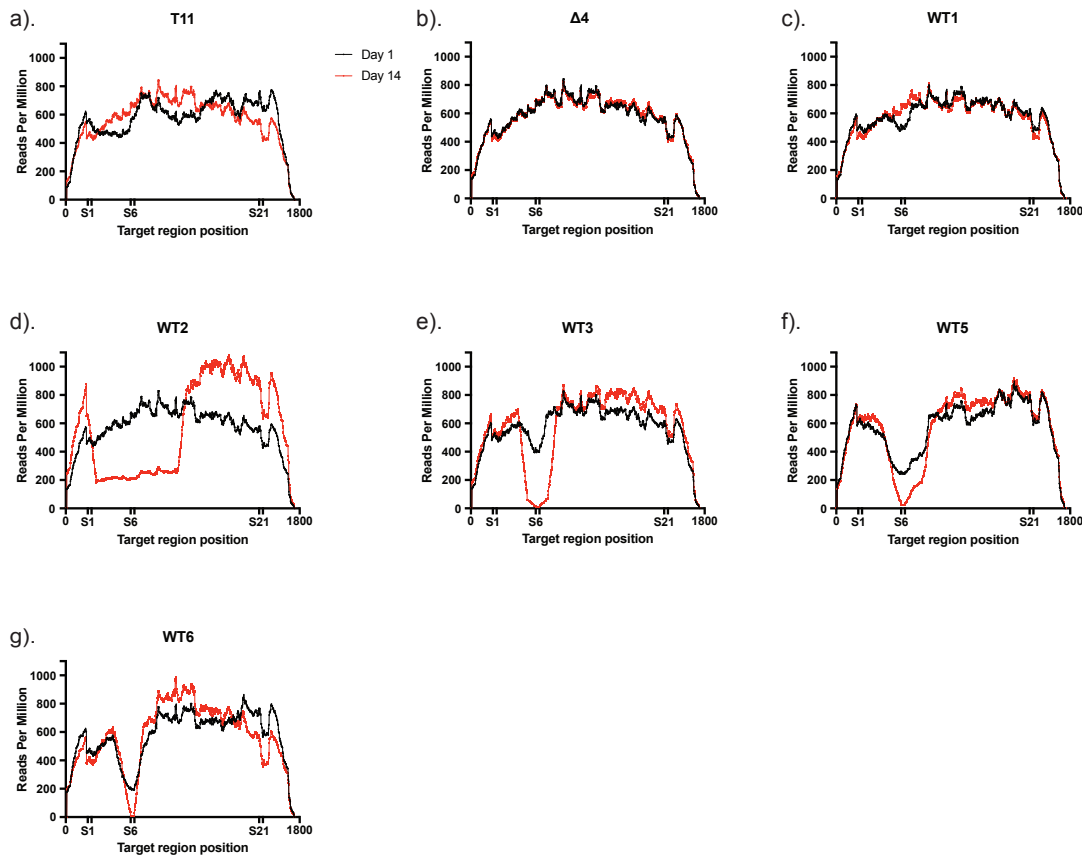 a).
T11
Reads Per Million
1000
800
600
400
200
0
0 S1 S6 S21 1800
Target region position
Day 1
Day 14
b).
Δ4
Reads Per Million
1000
800
600
400
200
0
0 S1 S6 S21 1800
Target region position
c).
WT1
Reads Per Million
1000
800
600
400
200
0
0 S1 S6 S21 1800
Target region position
d).
WT2
Reads Per Million
1000
800
600
400
200
0
0 S1 S6 S21 1800
Target region position
e).
WT3
Reads Per Million
1000
800
600
400
200
0
0 S1 S6 S21 1800
Target region position
f).
WT5
Reads Per Million
1000
800
600
400
200
0
0 S1 S6 S21 1800
Target region position
g).
WT6
Reads Per Million
1000
800
600
400
200
0
0 S1 S6 S21 1800
Target region position